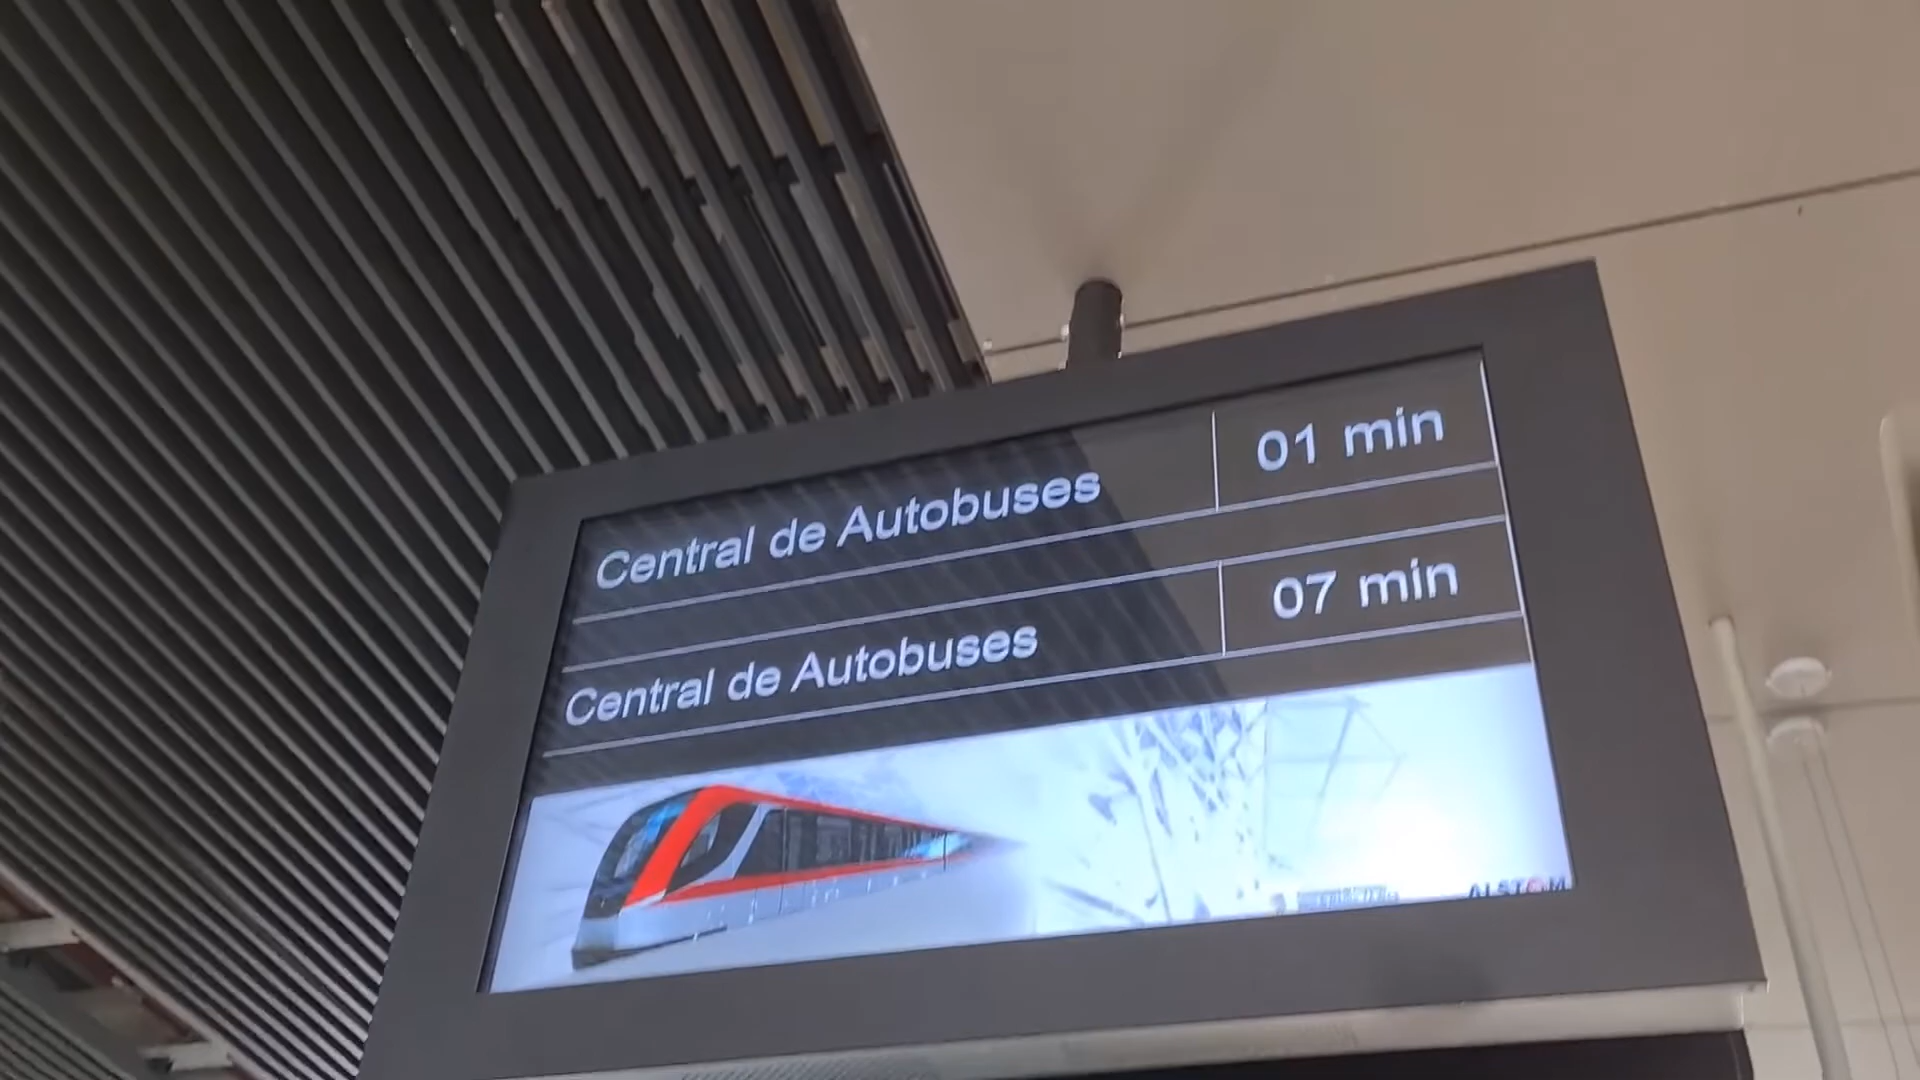 Central de Autobuses 01 min
Central de Autobuses 07 min
ALSTOM